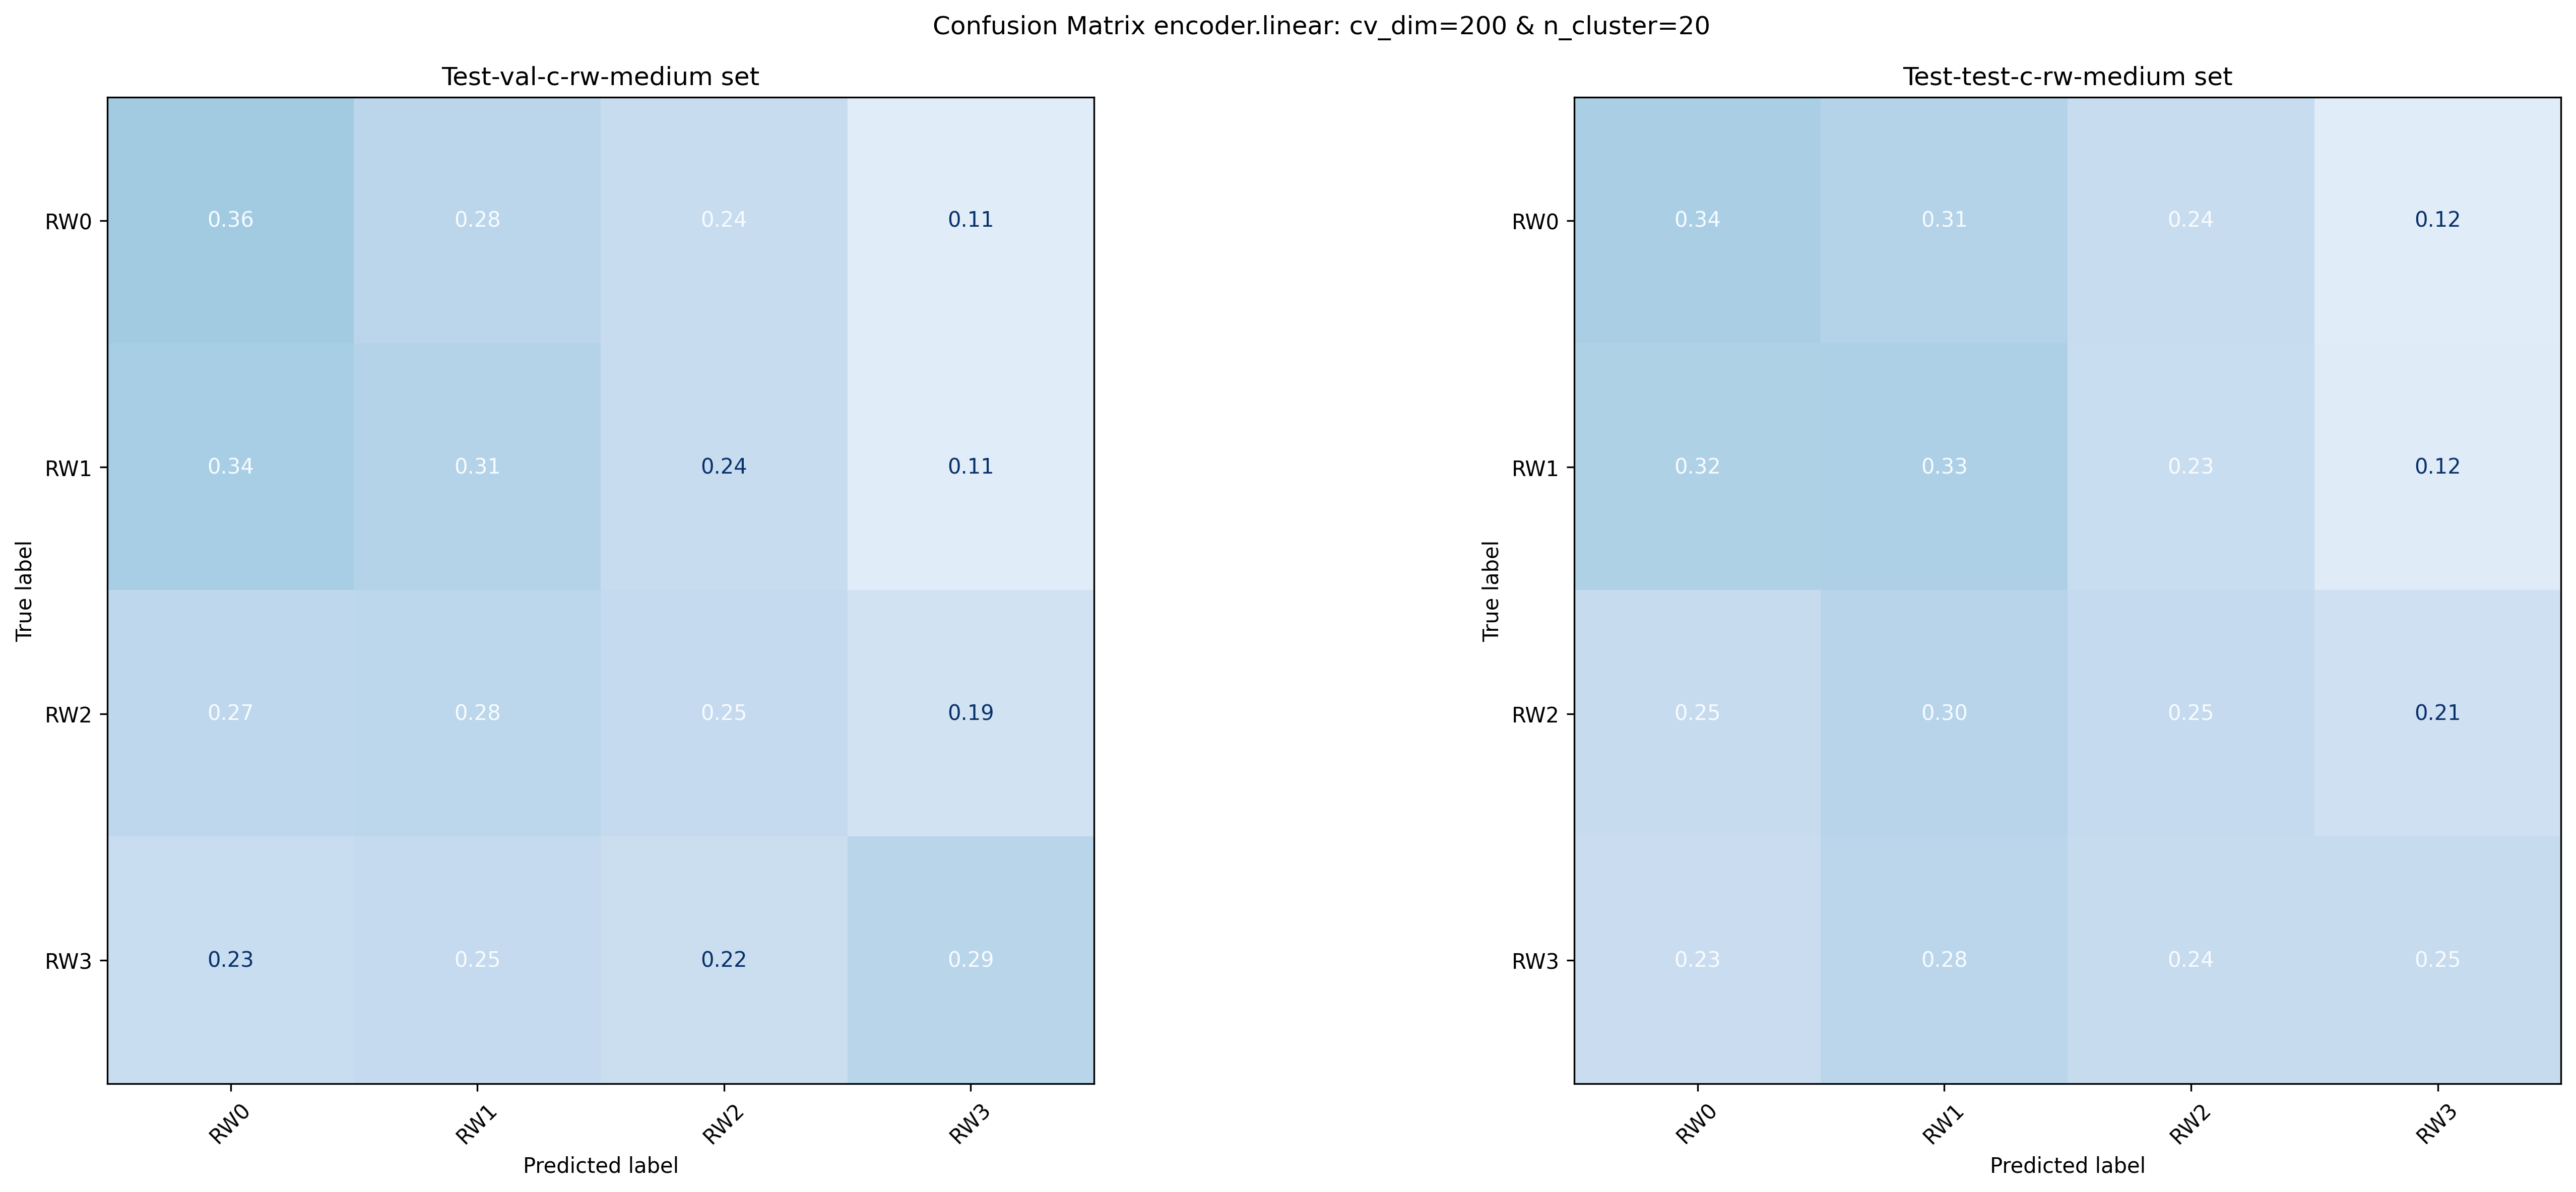 Confusion Matrix encoder.linear: cv_dim=200 & n_cluster=20
Test-val-c-rw-medium set
True label
RW0 0.36 0.28 0.24 0.11
RW1 0.34 0.31 0.24 0.11
RW2 0.27 0.28 0.25 0.19
RW3 0.23 0.25 0.22 0.29
RW0 RW1 RW2 RW3
Predicted label
Test-test-c-rw-medium set
True label
RW0 0.34 0.31 0.24 0.12
RW1 0.32 0.33 0.23 0.12
RW2 0.25 0.30 0.25 0.21
RW3 0.23 0.28 0.24 0.25
RW0 RW1 RW2 RW3
Predicted label